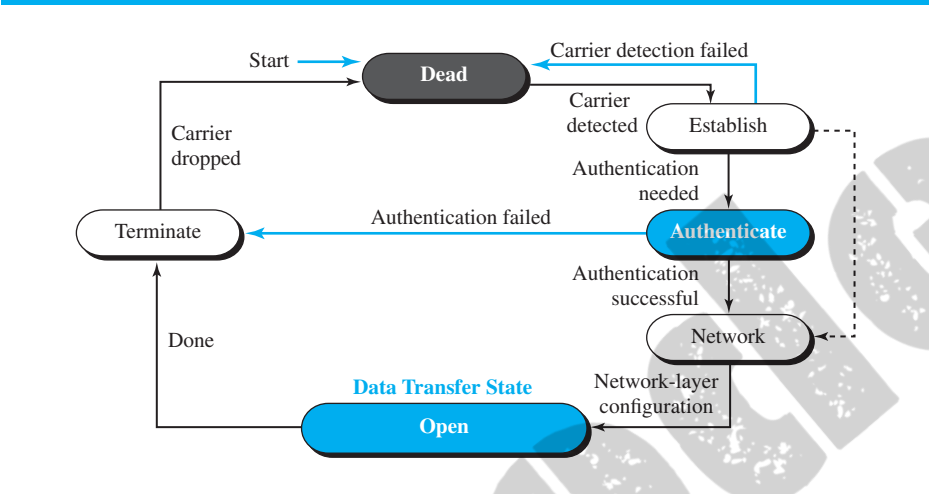 Start
Dead
Carrier detection failed
Carrier
detected
Establish
Carrier
dropped
Authentication
needed
Terminate
Authentication failed
Authenticate
Authentication
successful
Done
Network
Data Transfer State
Network-layer
configuration
Open